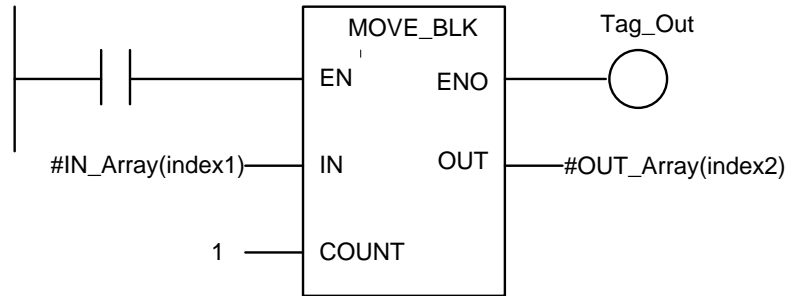 MOVE_BLK
Tag_Out
EN
ENO
#IN_Array(index1)
IN
OUT
#OUT_Array(index2)
1
COUNT